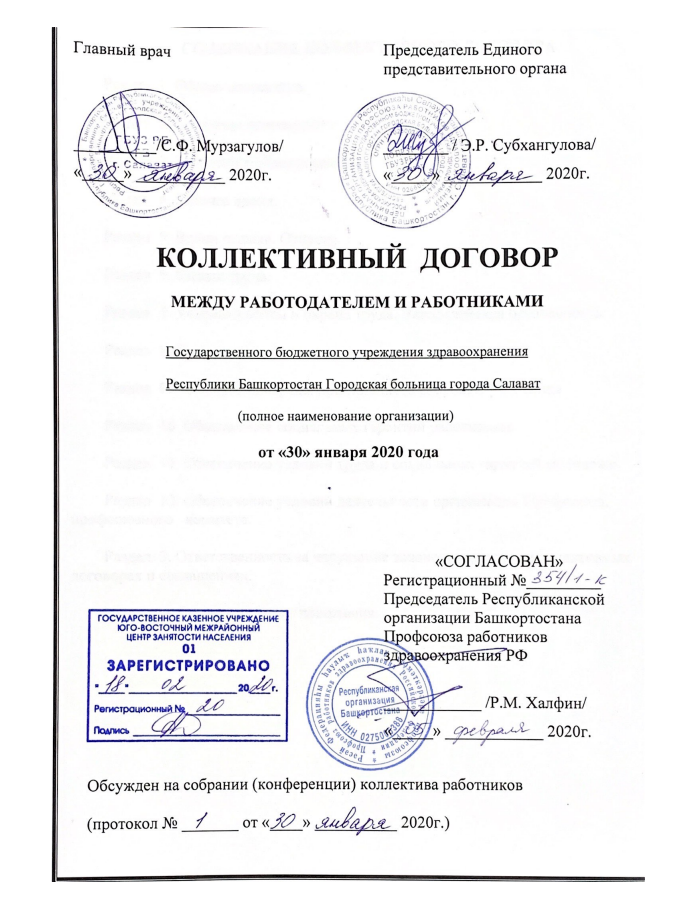 Главный врач
Председатель Единого
представительного органа
/С.Ф. Мурзагулов/
/ Э.Р. Субхангулова/
«30» января 2020г.
«30» января 2020г.
КОЛЛЕКТИВНЫЙ ДОГОВОР
МЕЖДУ РАБОТОДАТЕЛЕМ И РАБОТНИКАМИ
Государственного бюджетного учреждения здравоохранения
Республики Башкортостан Городская больница города Салават
(полное наименование организации)
от «30» января 2020 года
«СОГЛАСОВАН»
Регистрационный № 354/1-к
Председатель Республиканской
организации Башкортостана
Профсоюза работников
здравоохранения РФ
/Р.М. Халфин/
«05» февраля 2020г.
Республиканская
организация
Башкортостана
ГОСУДАРСТВЕННОЕ КАЗЕННОЕ УЧРЕЖДЕНИЕ
ЮГО-ВОСТОЧНЫЙ МЕЖРАЙОННЫЙ
ЦЕНТР ЗАНЯТОСТИ НАСЕЛЕНИЯ
01
ЗАРЕГИСТРИРОВАНО
"18" 02 2020г.
Регистрационный № 20
Подпись
Обсужден на собрании (конференции) коллектива работников
(протокол № 1 от «30» января 2020г.)